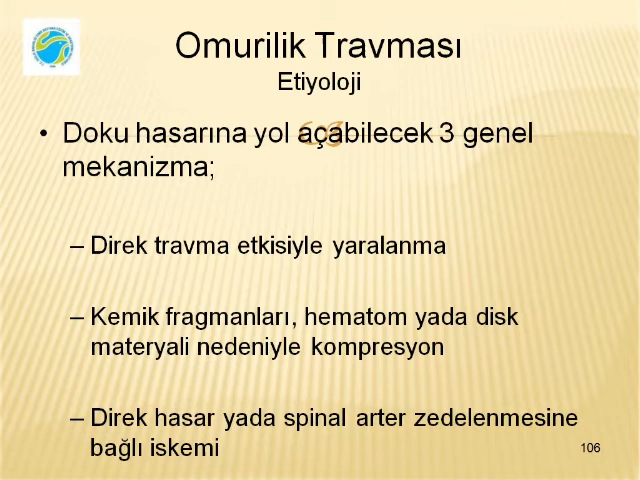 Omurilik Travması
Etiyoloji
• Doku hasarına yol açabilecek 3 genel
mekanizma;
– Direk travma etkisiyle yaralanma
– Kemik fragmanları, hematom yada disk
materyali nedeniyle kompresyon
– Direk hasar yada spinal arter zedelenmesine
bağlı iskemi
106